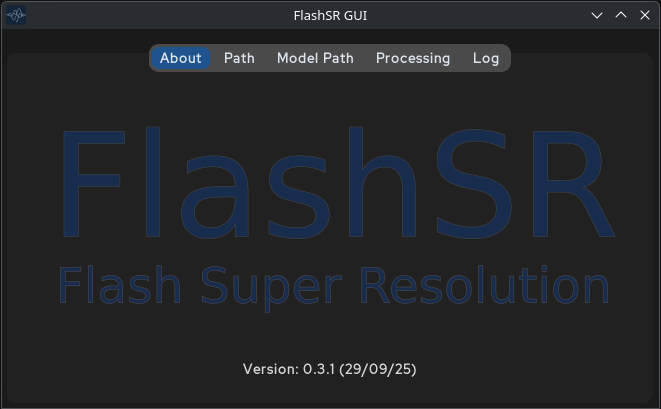 FlashSR GUI
About Path Model Path Processing Log
FlashSR
Flash Super Resolution
Version: 0.3.1 (29/09/25)